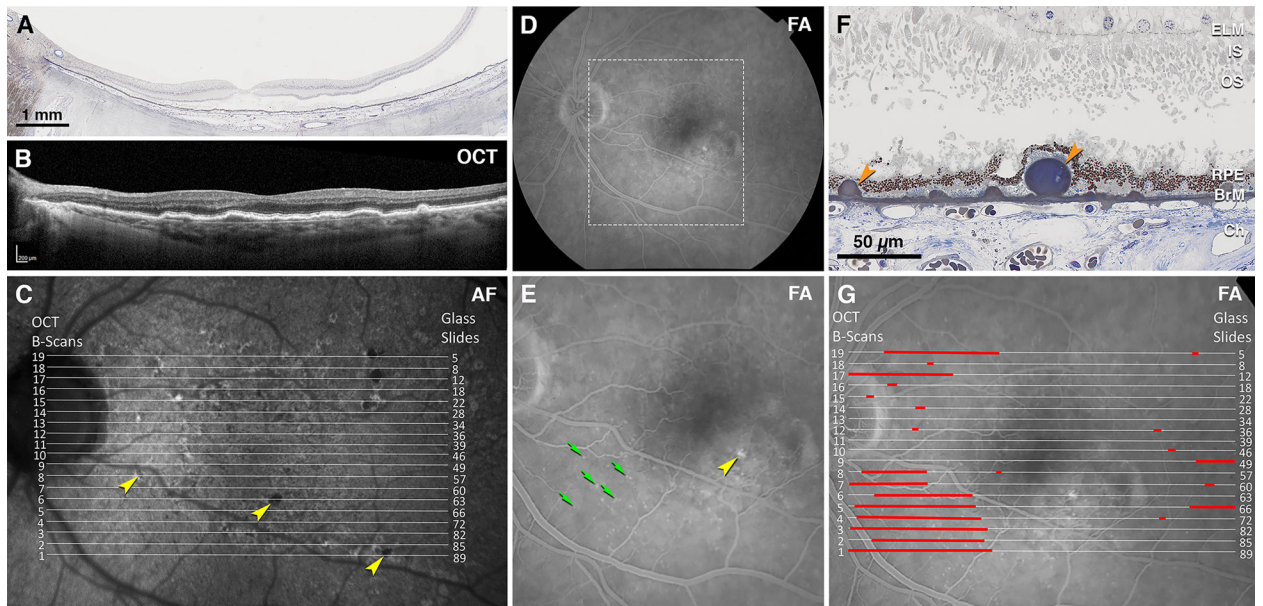 A
1 mm
B
OCT
200 µm
C
AF
OCT
B-Scans
Glass
Slides
19
18
17
16
15
14
13
12
11
10
9
8
7
6
5
4
3
2
1
5
8
12
18
22
28
34
36
39
46
49
57
60
63
66
72
82
85
89
D
FA
E
FA
F
ELM
IS
OS
RPE
BrM
Ch
50 µm
G
FA
OCT
B-Scans
Glass
Slides
19
18
17
16
15
14
13
12
11
10
9
8
7
6
5
4
3
2
1
5
8
12
18
22
28
34
36
39
46
49
57
60
63
66
72
82
85
89